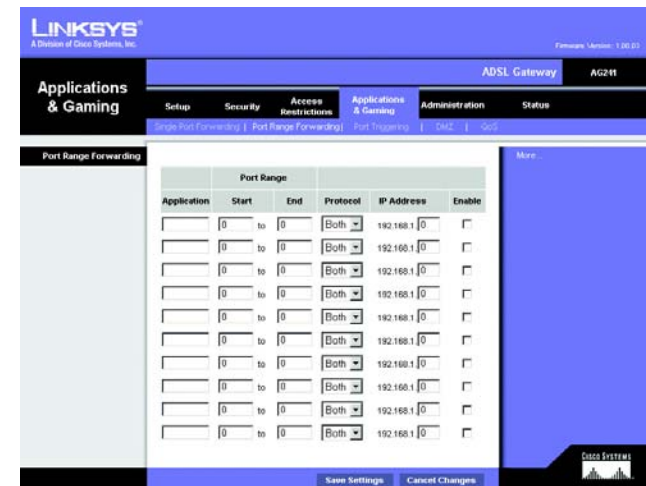 LINKSYS®
A Division of Cisco Systems, Inc.
Firmware Version: 1.00.03
ADSL Gateway AG241
Applications & Gaming
Setup Security Access Restrictions Applications & Gaming Administration Status
Single Port Forwarding | Port Range Forwarding | Port Triggering | DMZ | QoS
Port Range Forwarding
More...
Port Range
Application Start End Protocol IP Address Enable
0 to 0 Both 192.168.1.0
0 to 0 Both 192.168.1.0
0 to 0 Both 192.168.1.0
0 to 0 Both 192.168.1.0
0 to 0 Both 192.168.1.0
0 to 0 Both 192.168.1.0
0 to 0 Both 192.168.1.0
0 to 0 Both 192.168.1.0
0 to 0 Both 192.168.1.0
0 to 0 Both 192.168.1.0
Save Settings Cancel Changes
CISCO SYSTEMS